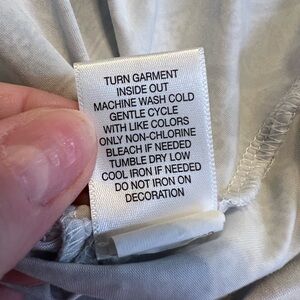 TURN GARMENT
INSIDE OUT
MACHINE WASH COLD
GENTLE CYCLE
WITH LIKE COLORS
ONLY NON-CHLORINE
BLEACH IF NEEDED
TUMBLE DRY LOW
COOL IRON IF NEEDED
DO NOT IRON ON
DECORATION